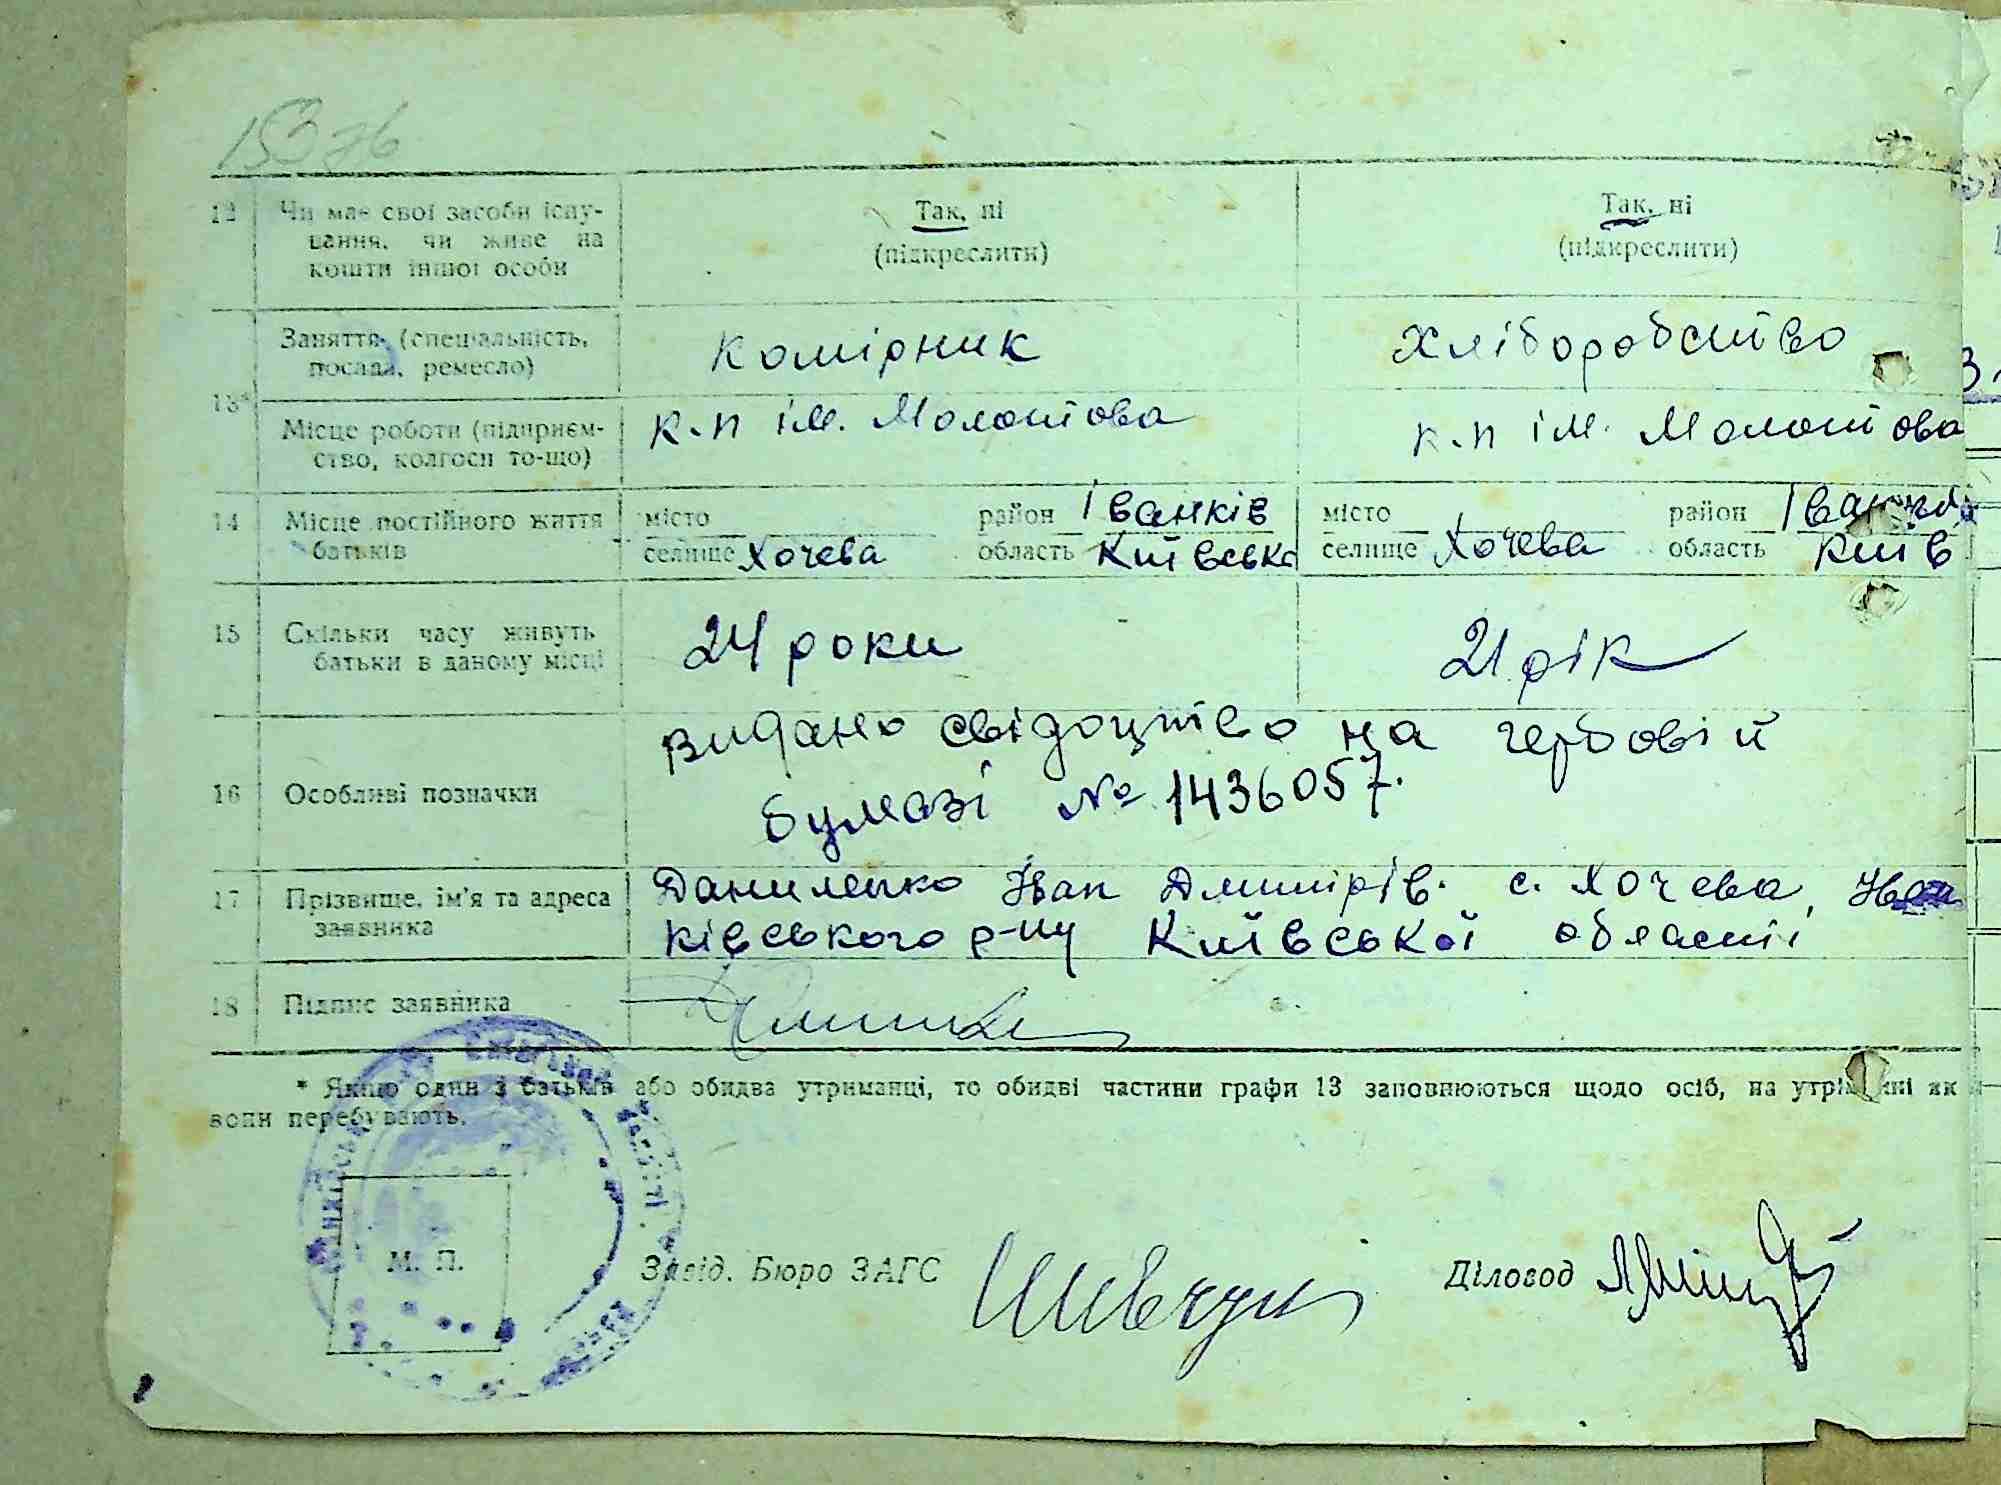 12 Чи має свої засоби існу-
вання, чи живе на
кошти іншої особи
Так, ні
(підкреслити)
Так, ні
(підкреслити)
13*
Заняття (спеціальність,
посада, ремесло)
Комірник
Хліборобство
Місце роботи (підприєм-
ство, колгосп то-що)
к.п ім. Молотова
к.п ім. Молотова
14 Місце постійного життя
батьків
місто район Іванків
селище Хочева область Київська
місто район
селище Хочева область Київ
15 Скільки часу живуть
батьки в даному місці
24 роки
21 рік
16 Особливі позначки
видано свідоцтво на гербовій
бумазі № 1436057.
17 Прізвище, ім'я та адреса
заявника
Даниленко Іван Дмитрів. с. Хочева, Іван
ківського р-ну Київської області
18 Підпис заявника
* Якщо один з батьків або обидва утриманці, то обидві частини графи 13 заповнюються щодо осіб, на утриманні як
вони перебувають.
М. П.
Завід. Бюро ЗАГС Шевчук
Діловод